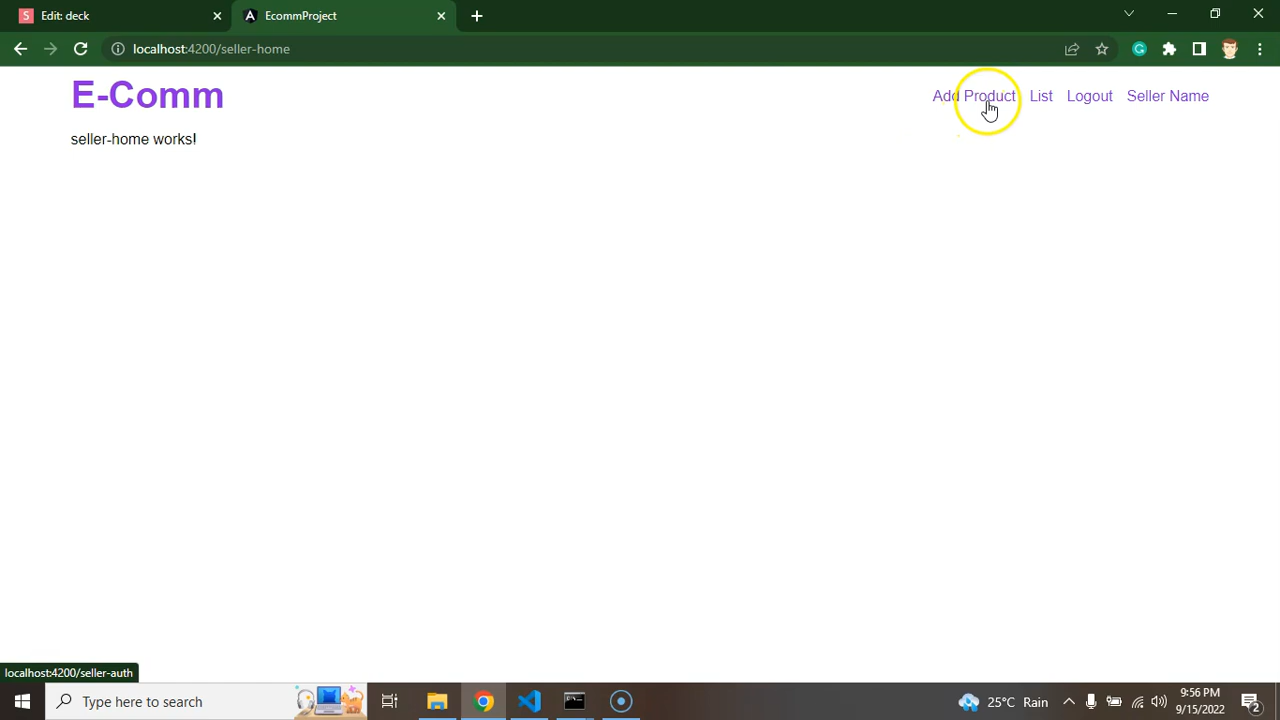 Edit: deck
EcommProject
localhost:4200/seller-home
E-Comm
Add Product List Logout Seller Name
seller-home works!
localhost:4200/seller-auth
Type here to search
25°C Rain
9:56 PM
9/15/2022
2